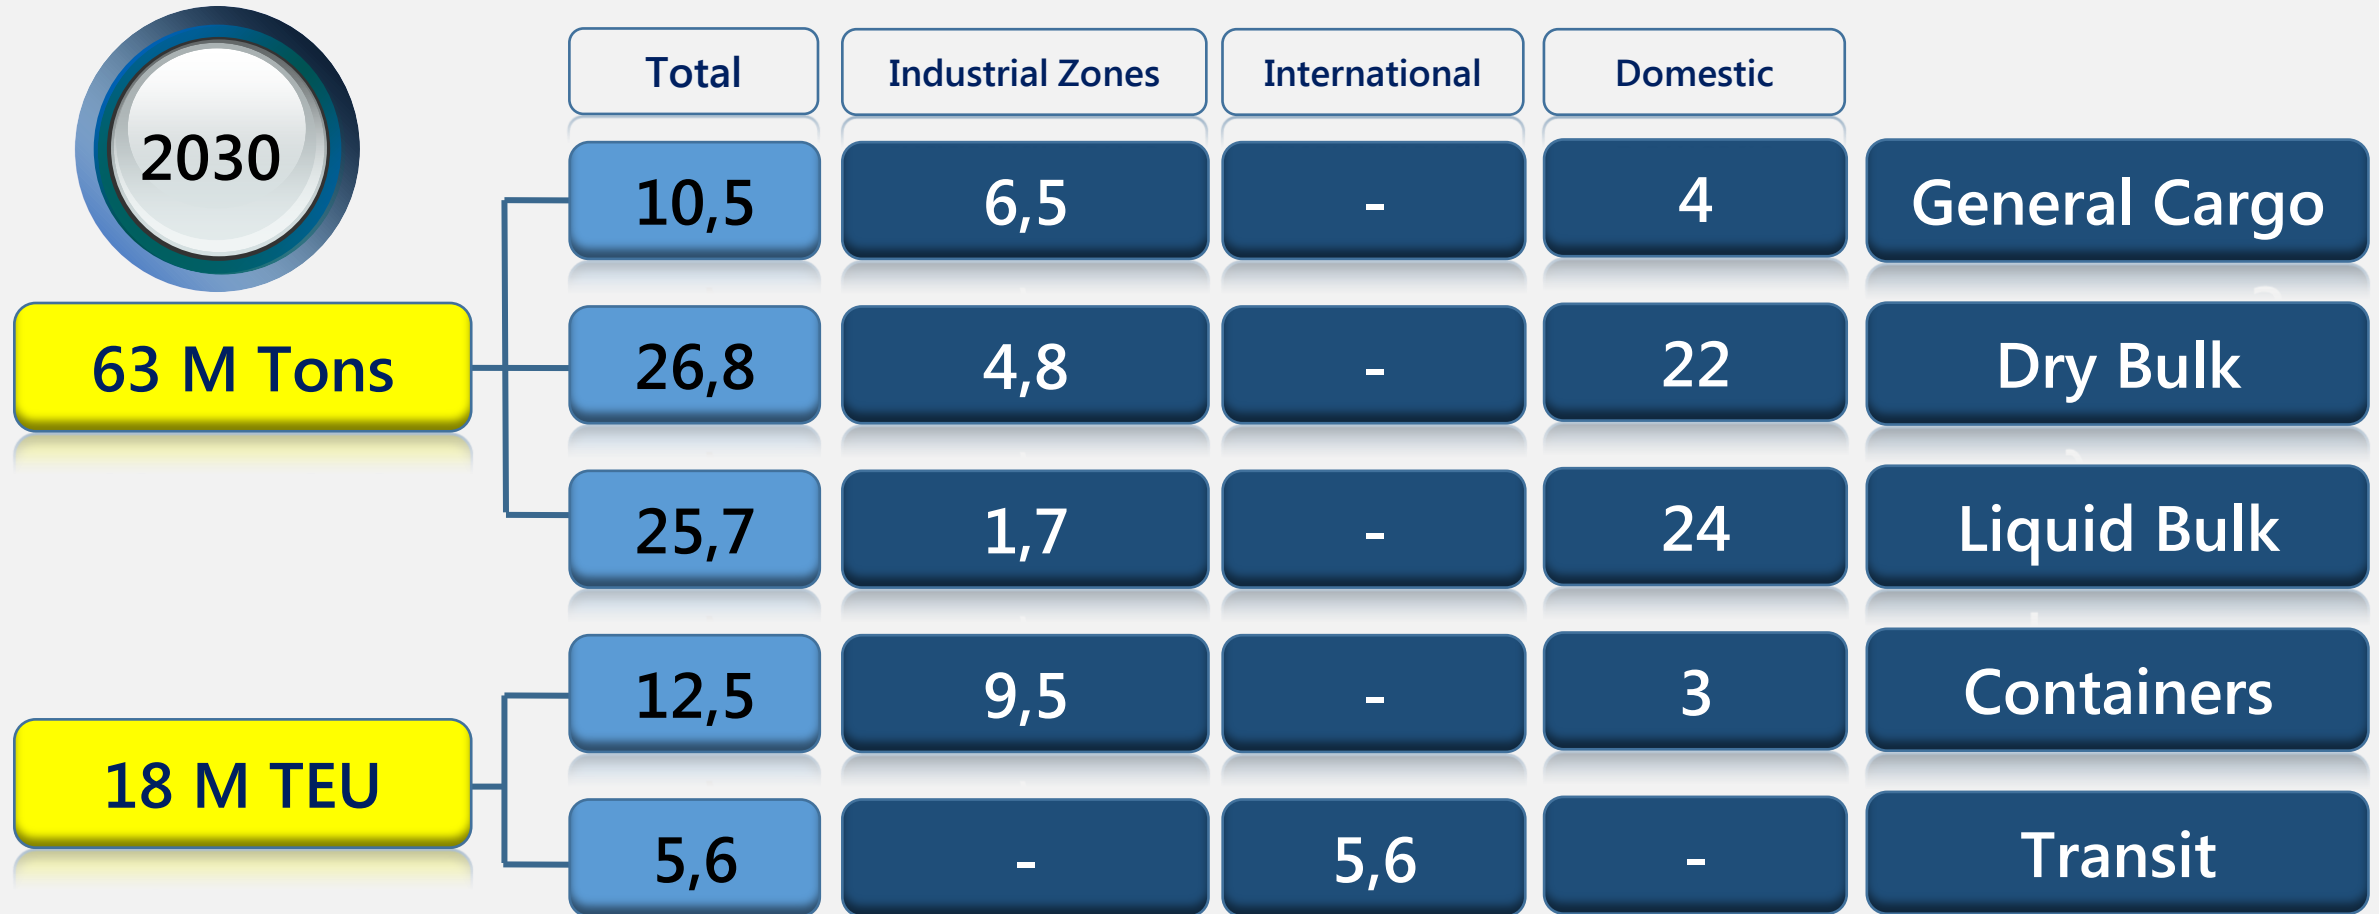 2030
Total Industrial Zones International Domestic
10,5 6,5 - 4 General Cargo
63 M Tons
26,8 4,8 - 22 Dry Bulk
25,7 1,7 - 24 Liquid Bulk
12,5 9,5 - 3 Containers
18 M TEU
5,6 - 5,6 - Transit